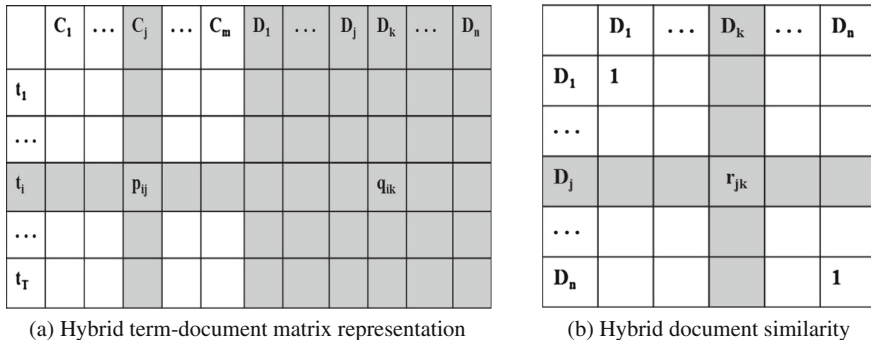 C1 ... Cj ... Cm D1 ... Dj Dk ... Dn
t1
...
ti pij qik
...
tT
(a) Hybrid term-document matrix representation
D1 ... Dk ... Dn
D1 1
...
Dj rjk
...
Dn 1
(b) Hybrid document similarity